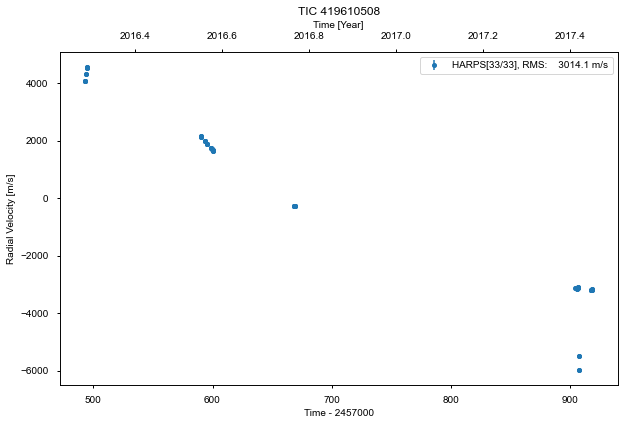 TIC 419610508
Time [Year]
2016.4 2016.6 2016.8 2017.0 2017.2 2017.4
HARPS[33/33], RMS: 3014.1 m/s
Radial Velocity [m/s]
4000
2000
0
−2000
−4000
−6000
500 600 700 800 900
Time - 2457000